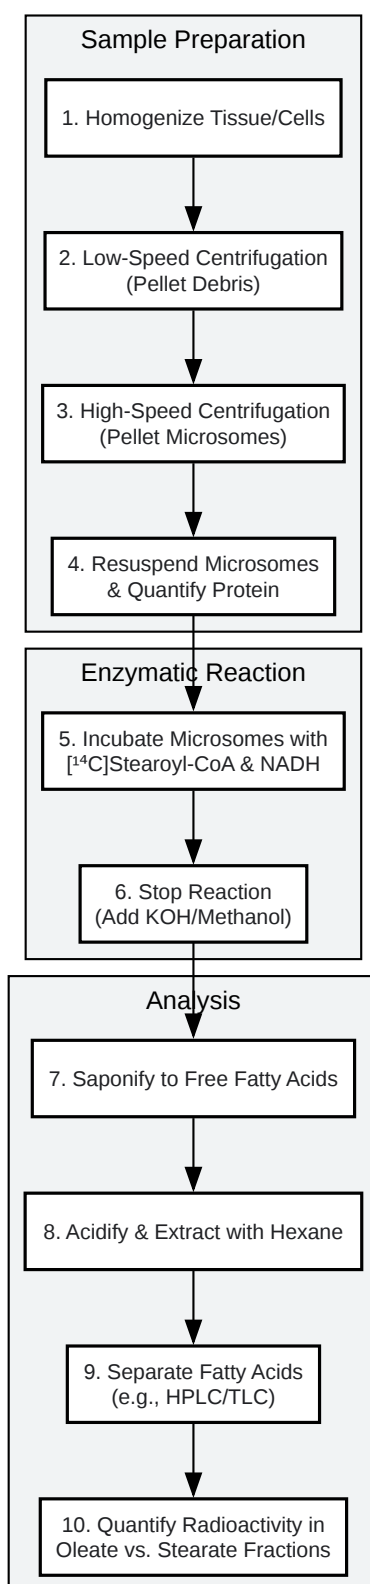 Sample Preparation
1. Homogenize Tissue/Cells
2. Low-Speed Centrifugation
(Pellet Debris)
3. High-Speed Centrifugation
(Pellet Microsomes)
4. Resuspend Microsomes
& Quantify Protein
Enzymatic Reaction
5. Incubate Microsomes with
[¹⁴C]Stearoyl-CoA & NADH
6. Stop Reaction
(Add KOH/Methanol)
Analysis
7. Saponify to Free Fatty Acids
8. Acidify & Extract with Hexane
9. Separate Fatty Acids
(e.g., HPLC/TLC)
10. Quantify Radioactivity in
Oleate vs. Stearate Fractions